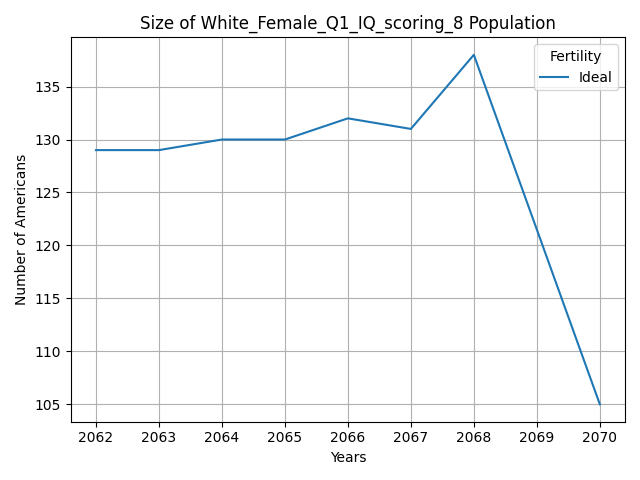 Size of White_Female_Q1_IQ_scoring_8 Population
Fertility
Ideal
Number of Americans
135
130
125
120
115
110
105
2062 2063 2064 2065 2066 2067 2068 2069 2070
Years